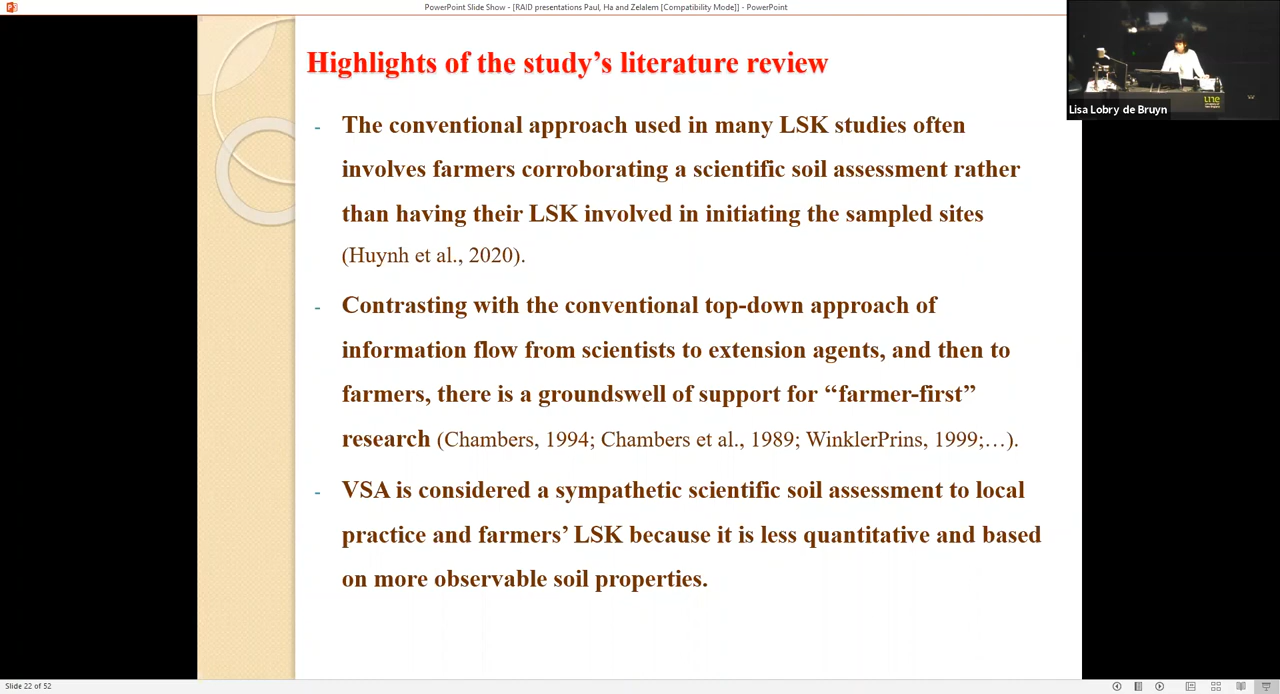 PowerPoint Slide Show - [RAID presentations Paul, Ha and Zelalem [Compatibility Mode]] - PowerPoint
Highlights of the study's literature review
- The conventional approach used in many LSK studies often
involves farmers corroborating a scientific soil assessment rather
than having their LSK involved in initiating the sampled sites
(Huynh et al., 2020).
- Contrasting with the conventional top-down approach of
information flow from scientists to extension agents, and then to
farmers, there is a groundswell of support for “farmer-first”
research (Chambers, 1994; Chambers et al., 1989; WinklerPrins, 1999;…).
- VSA is considered a sympathetic scientific soil assessment to local
practice and farmers’ LSK because it is less quantitative and based
on more observable soil properties.
une
Lisa Lobry de Bruyn
Slide 22 of 52